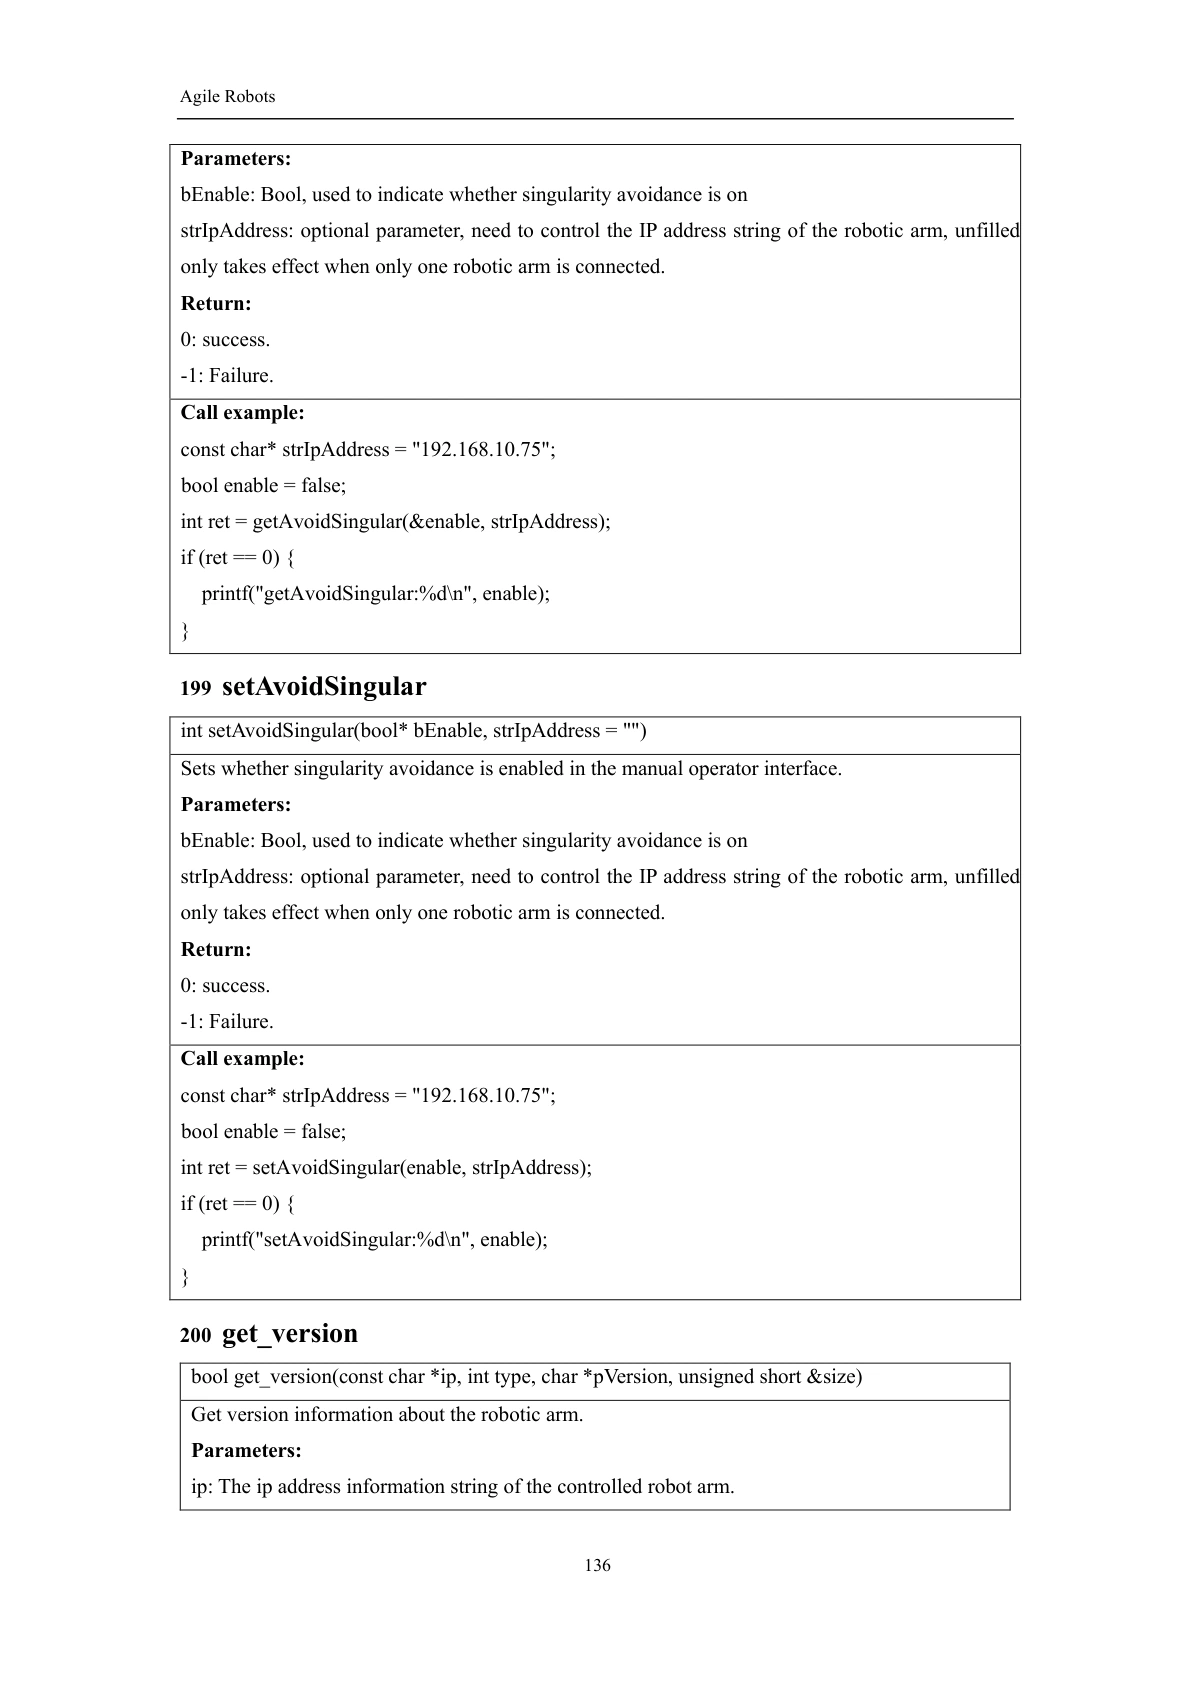 Agile Robots
Parameters:
bEnable: Bool, used to indicate whether singularity avoidance is on
strIpAddress: optional parameter, need to control the IP address string of the robotic arm, unfilled
only takes effect when only one robotic arm is connected.
Return:
0: success.
-1: Failure.
Call example:
const char* strIpAddress = "192.168.10.75";
bool enable = false;
int ret = getAvoidSingular(&enable, strIpAddress);
if (ret == 0) {
    printf("getAvoidSingular:%d\n", enable);
}
199 setAvoidSingular
int setAvoidSingular(bool* bEnable, strIpAddress = "")
Sets whether singularity avoidance is enabled in the manual operator interface.
Parameters:
bEnable: Bool, used to indicate whether singularity avoidance is on
strIpAddress: optional parameter, need to control the IP address string of the robotic arm, unfilled
only takes effect when only one robotic arm is connected.
Return:
0: success.
-1: Failure.
Call example:
const char* strIpAddress = "192.168.10.75";
bool enable = false;
int ret = setAvoidSingular(enable, strIpAddress);
if (ret == 0) {
    printf("setAvoidSingular:%d\n", enable);
}
200 get_version
bool get_version(const char *ip, int type, char *pVersion, unsigned short &size)
Get version information about the robotic arm.
Parameters:
ip: The ip address information string of the controlled robot arm.
136